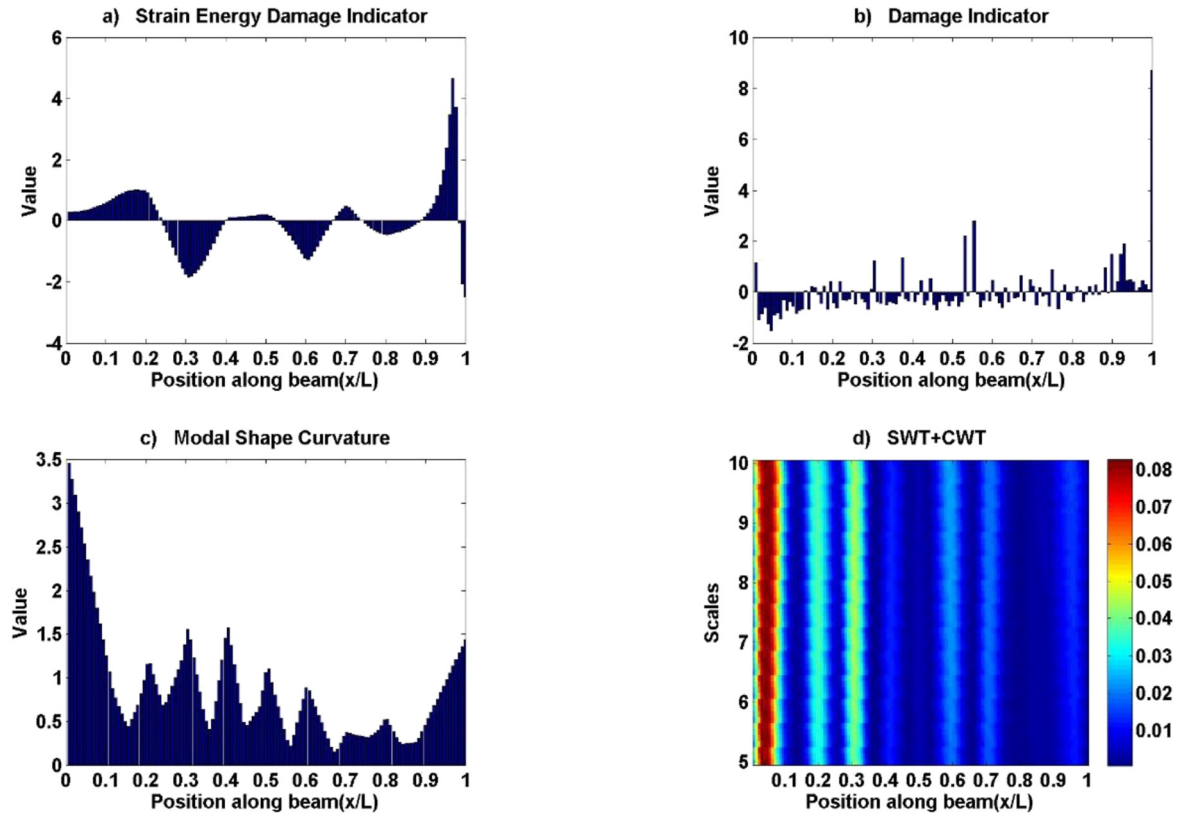 a) Strain Energy Damage Indicator
6
4
2
0
-2
-4
Value
0 0.1 0.2 0.3 0.4 0.5 0.6 0.7 0.8 0.9 1
Position along beam(x/L)
b) Damage Indicator
10
8
6
4
2
0
-2
Value
0 0.1 0.2 0.3 0.4 0.5 0.6 0.7 0.8 0.9 1
Position along beam(x/L)
c) Modal Shape Curvature
3.5
3
2.5
2
1.5
1
0.5
0
Value
0 0.1 0.2 0.3 0.4 0.5 0.6 0.7 0.8 0.9 1
Position along beam(x/L)
d) SWT+CWT
10
9
8
7
6
5
Scales
0.1 0.2 0.3 0.4 0.5 0.6 0.7 0.8 0.9 1
Position along beam(x/L)
0.08
0.07
0.06
0.05
0.04
0.03
0.02
0.01